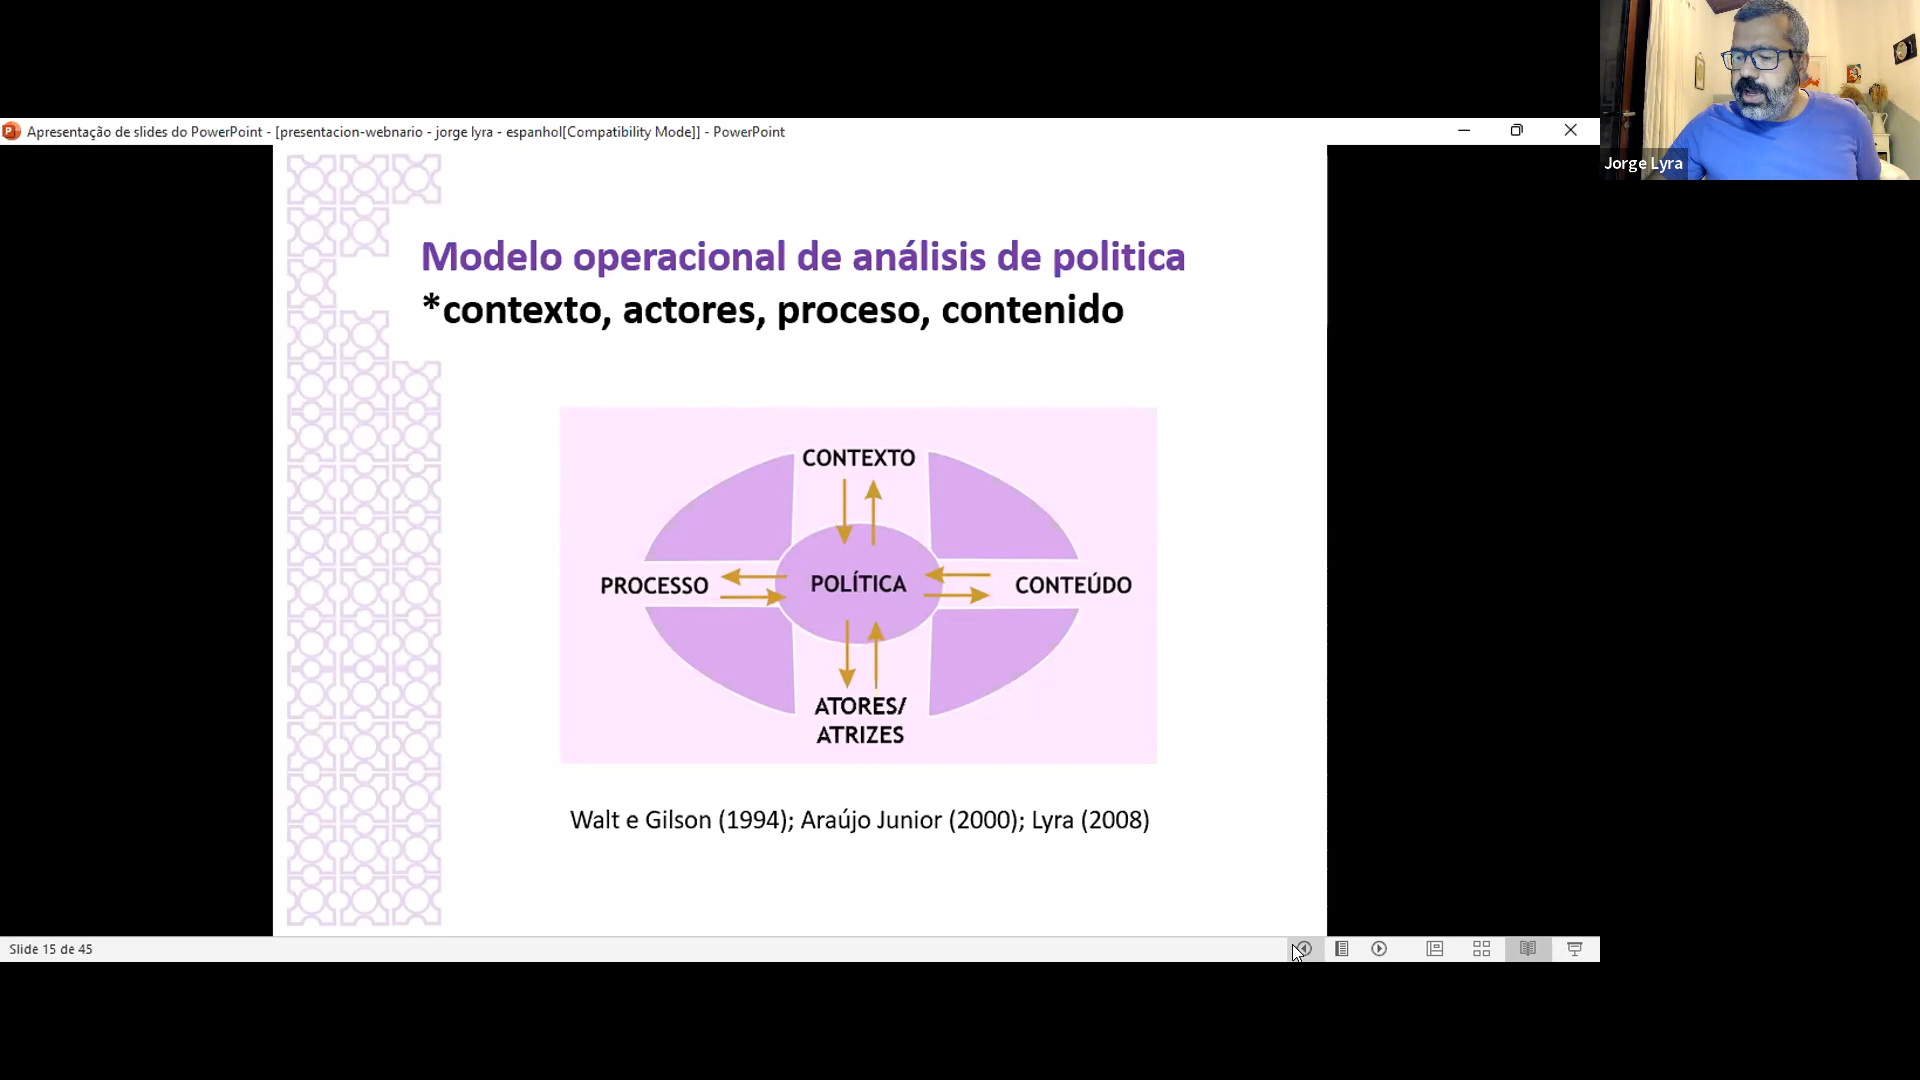 Jorge Lyra
Apresentação de slides do PowerPoint - [presentacion-webnario - jorge lyra - espanhol[Compatibility Mode]] - PowerPoint
Modelo operacional de análisis de politica
*contexto, actores, proceso, contenido
CONTEXTO
PROCESSO
POLÍTICA
CONTEÚDO
ATORES/
ATRIZES
Walt e Gilson (1994); Araújo Junior (2000); Lyra (2008)
Slide 15 de 45